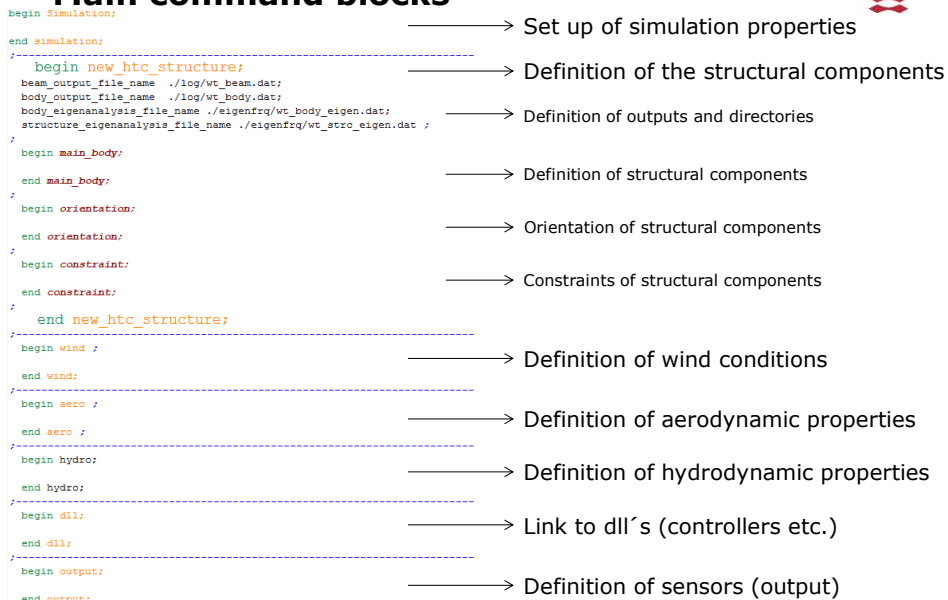 Main command blocks
begin Simulation;
Set up of simulation properties
end simulation;
;----------------------------------------------------------------
begin new_htc_structure;
Definition of the structural components
beam_output_file_name ./log/wt_beam.dat;
body_output_file_name ./log/wt_body.dat;
body_eigenanalysis_file_name ./eigenfrq/wt_body_eigen.dat;
Definition of outputs and directories
structure_eigenanalysis_file_name ./eigenfrq/wt_strc_eigen.dat ;
;
begin main_body;
Definition of structural components
end main_body;
;
begin orientation;
Orientation of structural components
end orientation;
;
begin constraint;
Constraints of structural components
end constraint;
;
end new_htc_structure;
;----------------------------------------------------------------
begin wind ;
Definition of wind conditions
end wind;
;----------------------------------------------------------------
begin aero ;
Definition of aerodynamic properties
end aero ;
;----------------------------------------------------------------
begin hydro;
Definition of hydrodynamic properties
end hydro;
;----------------------------------------------------------------
begin dll;
Link to dll´s (controllers etc.)
end dll;
;----------------------------------------------------------------
begin output;
Definition of sensors (output)
end output;